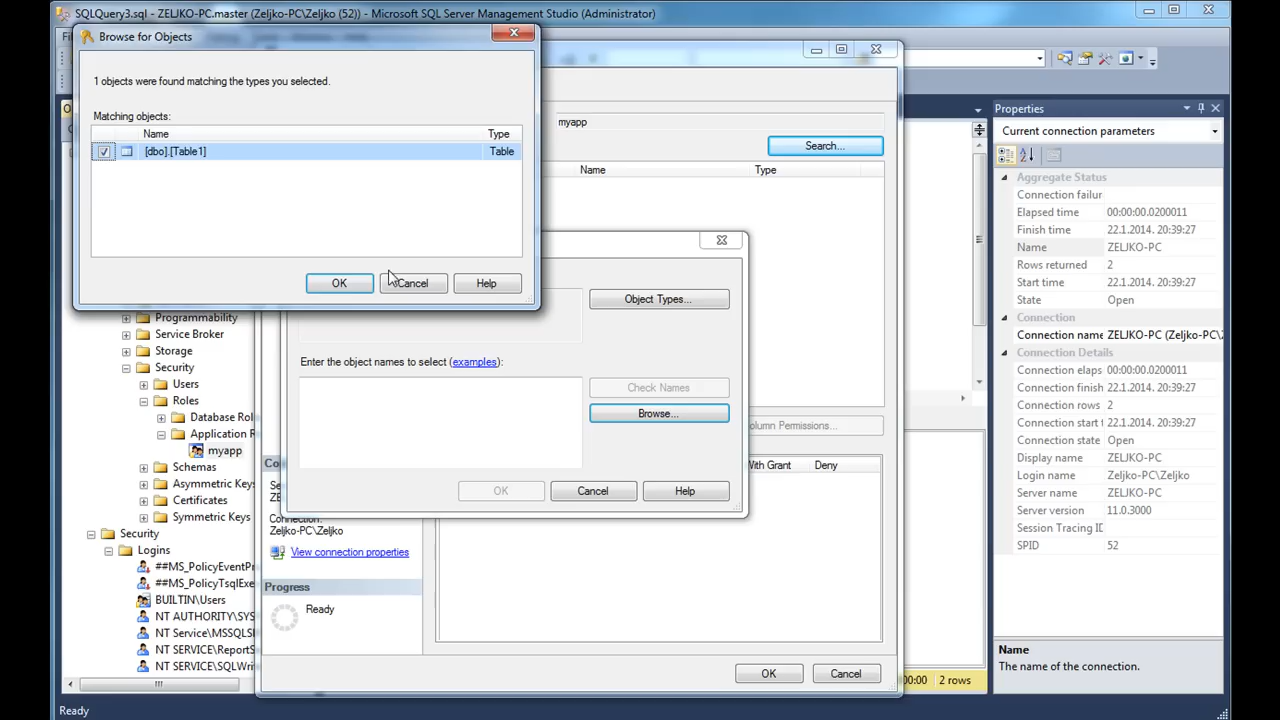 SQLQuery3.sql - ZELJKO-PC.master (Zeljko-PC\Zeljko (52)) - Microsoft SQL Server Management Studio (Administrator)
Browse for Objects
1 objects were found matching the types you selected.
Matching objects:
Name Type
[dbo].[Table1] Table
OK Cancel Help
myapp
Search...
Name Type
Object Types...
Enter the object names to select (examples):
Check Names
Browse...
OK Cancel Help
With Grant Deny
Zeljko-PC\Zeljko
View connection properties
Progress
Ready
OK Cancel
Programmability
Service Broker
Storage
Security
Users
Roles
Database Rol
Application R
myapp
Schemas
Asymmetric Keys
Certificates
Symmetric Keys
Security
Logins
##MS_PolicyEventPr
##MS_PolicyTsqlExe
BUILTIN\Users
NT AUTHORITY\SYS
NT Service\MSSQLSE
NT SERVICE\ReportS
NT SERVICE\SQLWri
Properties
Current connection parameters
Aggregate Status
Connection failur
Elapsed time 00:00:00.0200011
Finish time 22.1.2014. 20:39:27
Name ZELJKO-PC
Rows returned 2
Start time 22.1.2014. 20:39:27
State Open
Connection
Connection name ZELJKO-PC (Zeljko-PC\Z
Connection Details
Connection elaps 00:00:00.0200011
Connection finish 22.1.2014. 20:39:27
Connection rows 2
Connection start t 22.1.2014. 20:39:27
Connection state Open
Display name ZELJKO-PC
Login name Zeljko-PC\Zeljko
Server name ZELJKO-PC
Server version 11.0.3000
Session Tracing ID
SPID 52
Name
The name of the connection.
00:00 2 rows
Ready